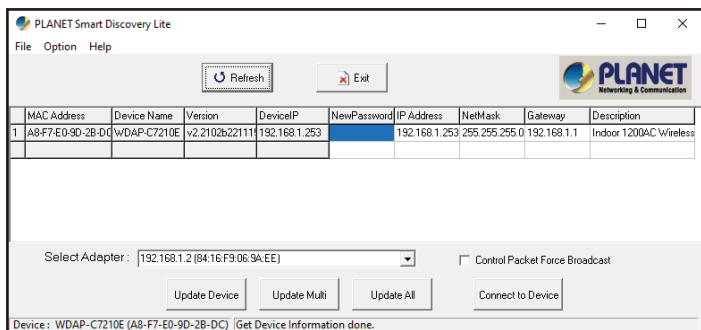 PLANET Smart Discovery Lite
File Option Help
Refresh Exit PLANET
Networking & Communication
MAC Address Device Name Version DeviceIP NewPassword IP Address NetMask Gateway Description
1 A8-F7-E0-9D-2B-DC WDAP-C7210E v2.2102b22111 192.168.1.253 192.168.1.253 255.255.255.0 192.168.1.1 Indoor 1200AC Wireless
Select Adapter : 192.168.1.2 (84:16:F9:06:9A:EE) Control Packet Force Broadcast
Update Device Update Multi Update All Connect to Device
Device : WDAP-C7210E (A8-F7-E0-9D-2B-DC) Get Device Information done.